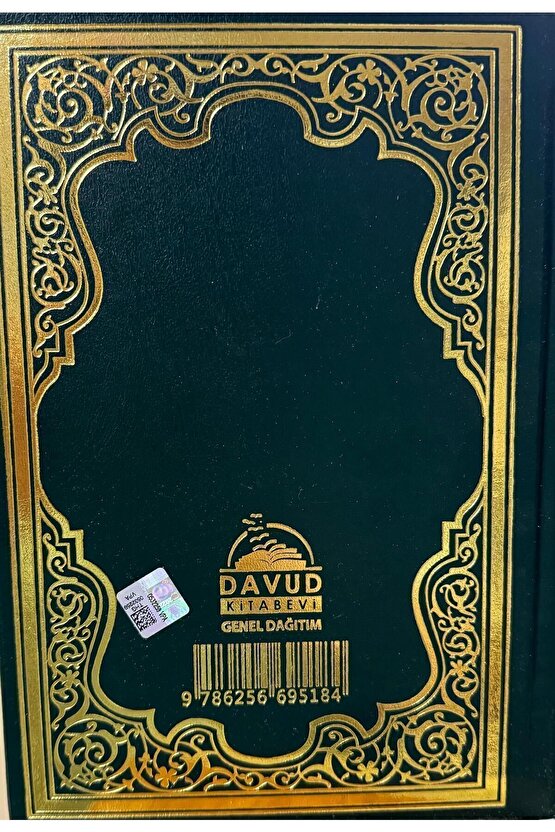 DAVUD
KİTABEVİ
GENEL DAĞITIM
9 786256 695184